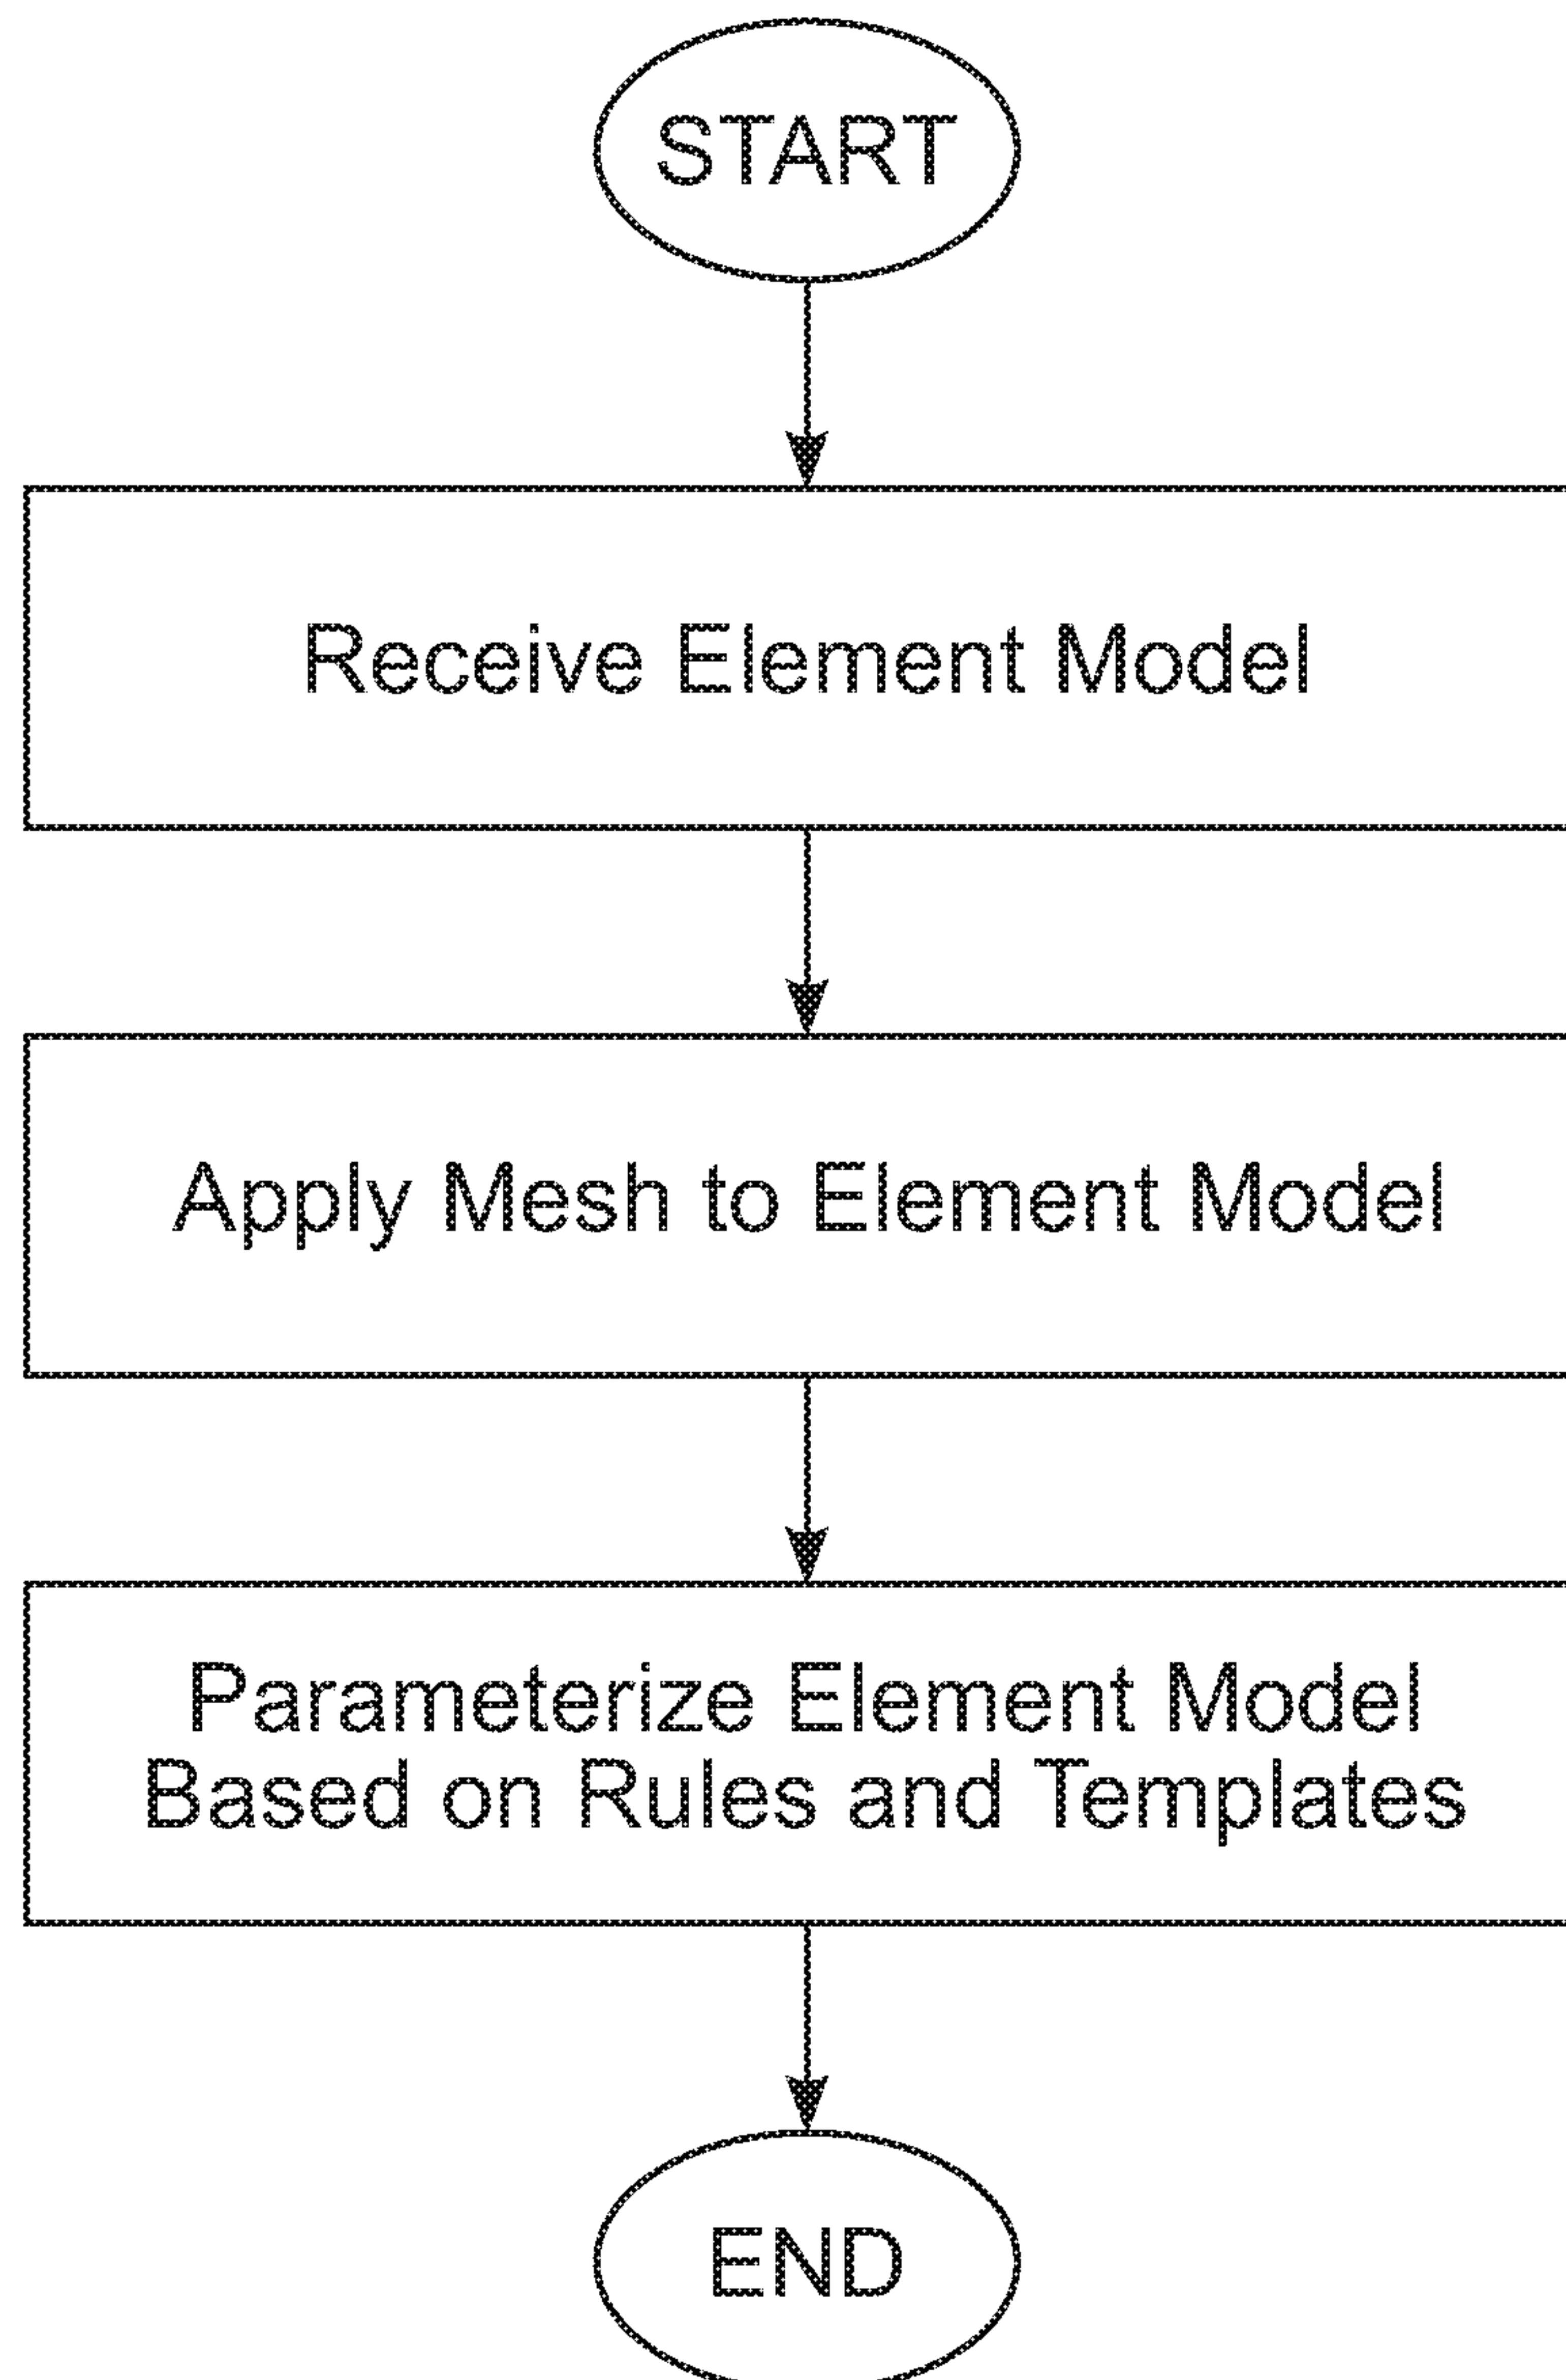 START
Receive Element Model
Apply Mesh to Element Model
Parameterize Element Model
Based on Rules and Templates
END